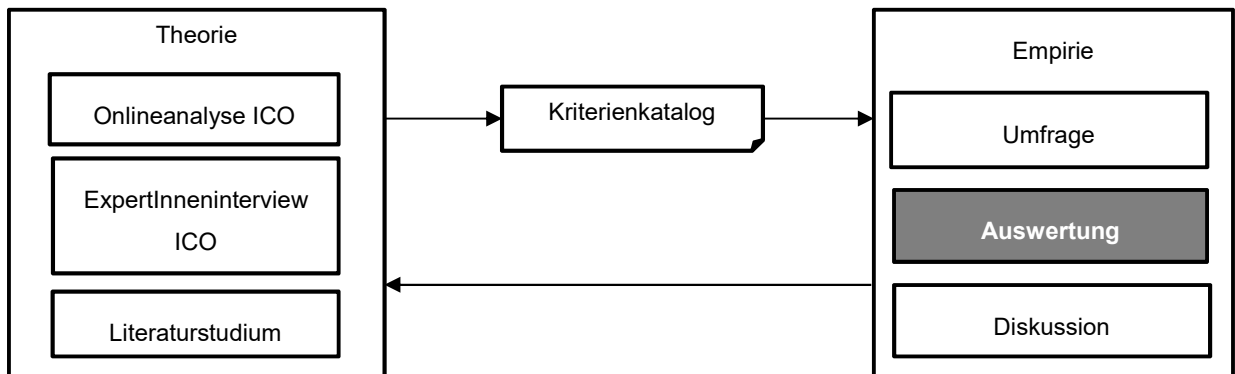 Theorie
Onlineanalyse ICO
ExpertInneninterview
ICO
Literaturstudium
Kriterienkatalog
Empirie
Umfrage
Auswertung
Diskussion